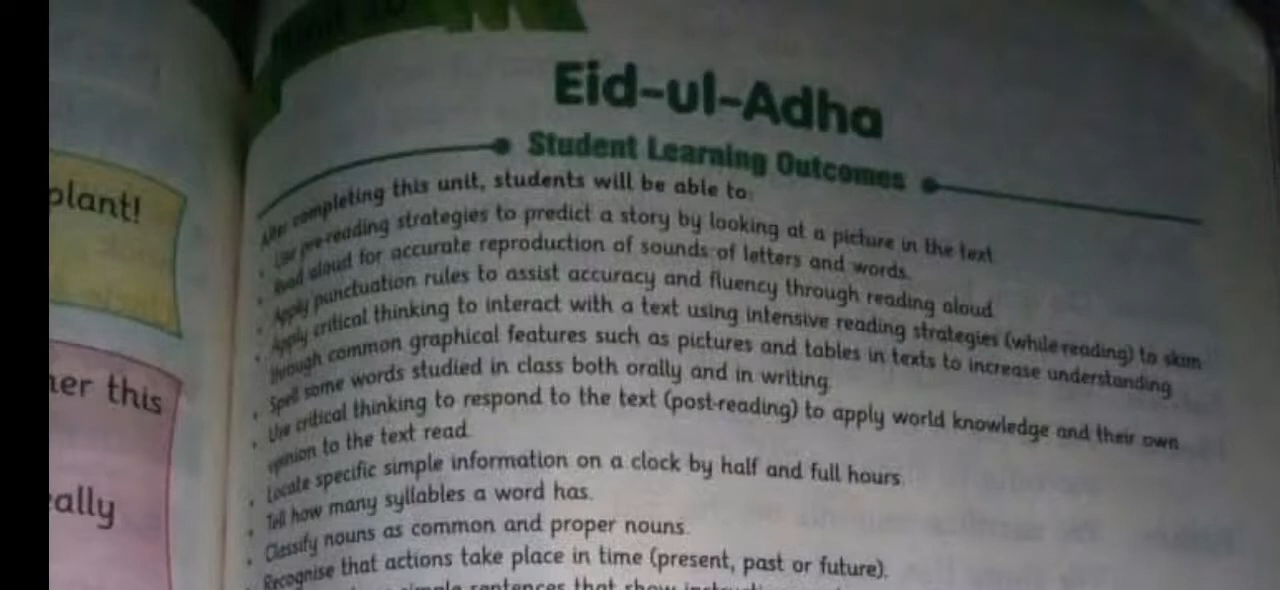 plant!
her this
eally
Eid-ul-Adha
Student Learning Outcomes
After completing this unit, students will be able to:
• Use pre-reading strategies to predict a story by looking at a picture in the text.
• Read aloud for accurate reproduction of sounds of letters and words.
• Apply punctuation rules to assist accuracy and fluency through reading aloud.
• Apply critical thinking to interact with a text using intensive reading strategies (while-reading) to skim
through common graphical features such as pictures and tables in texts to increase understanding.
• Spell some words studied in class both orally and in writing.
• Use critical thinking to respond to the text (post-reading) to apply world knowledge and their own
opinion to the text read.
• Locate specific simple information on a clock by half and full hours.
• Tell how many syllables a word has.
• Classify nouns as common and proper nouns.
Recognise that actions take place in time (present, past or future).
simple sentences that show